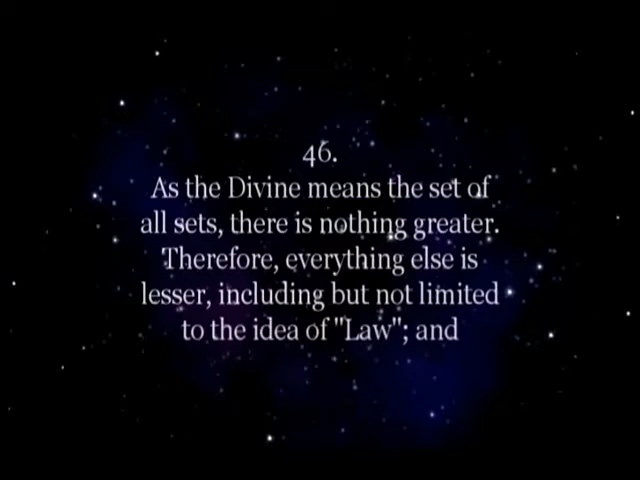 46.
As the Divine means the set of
all sets, there is nothing greater.
Therefore, everything else is
lesser, including but not limited
to the idea of "Law"; and